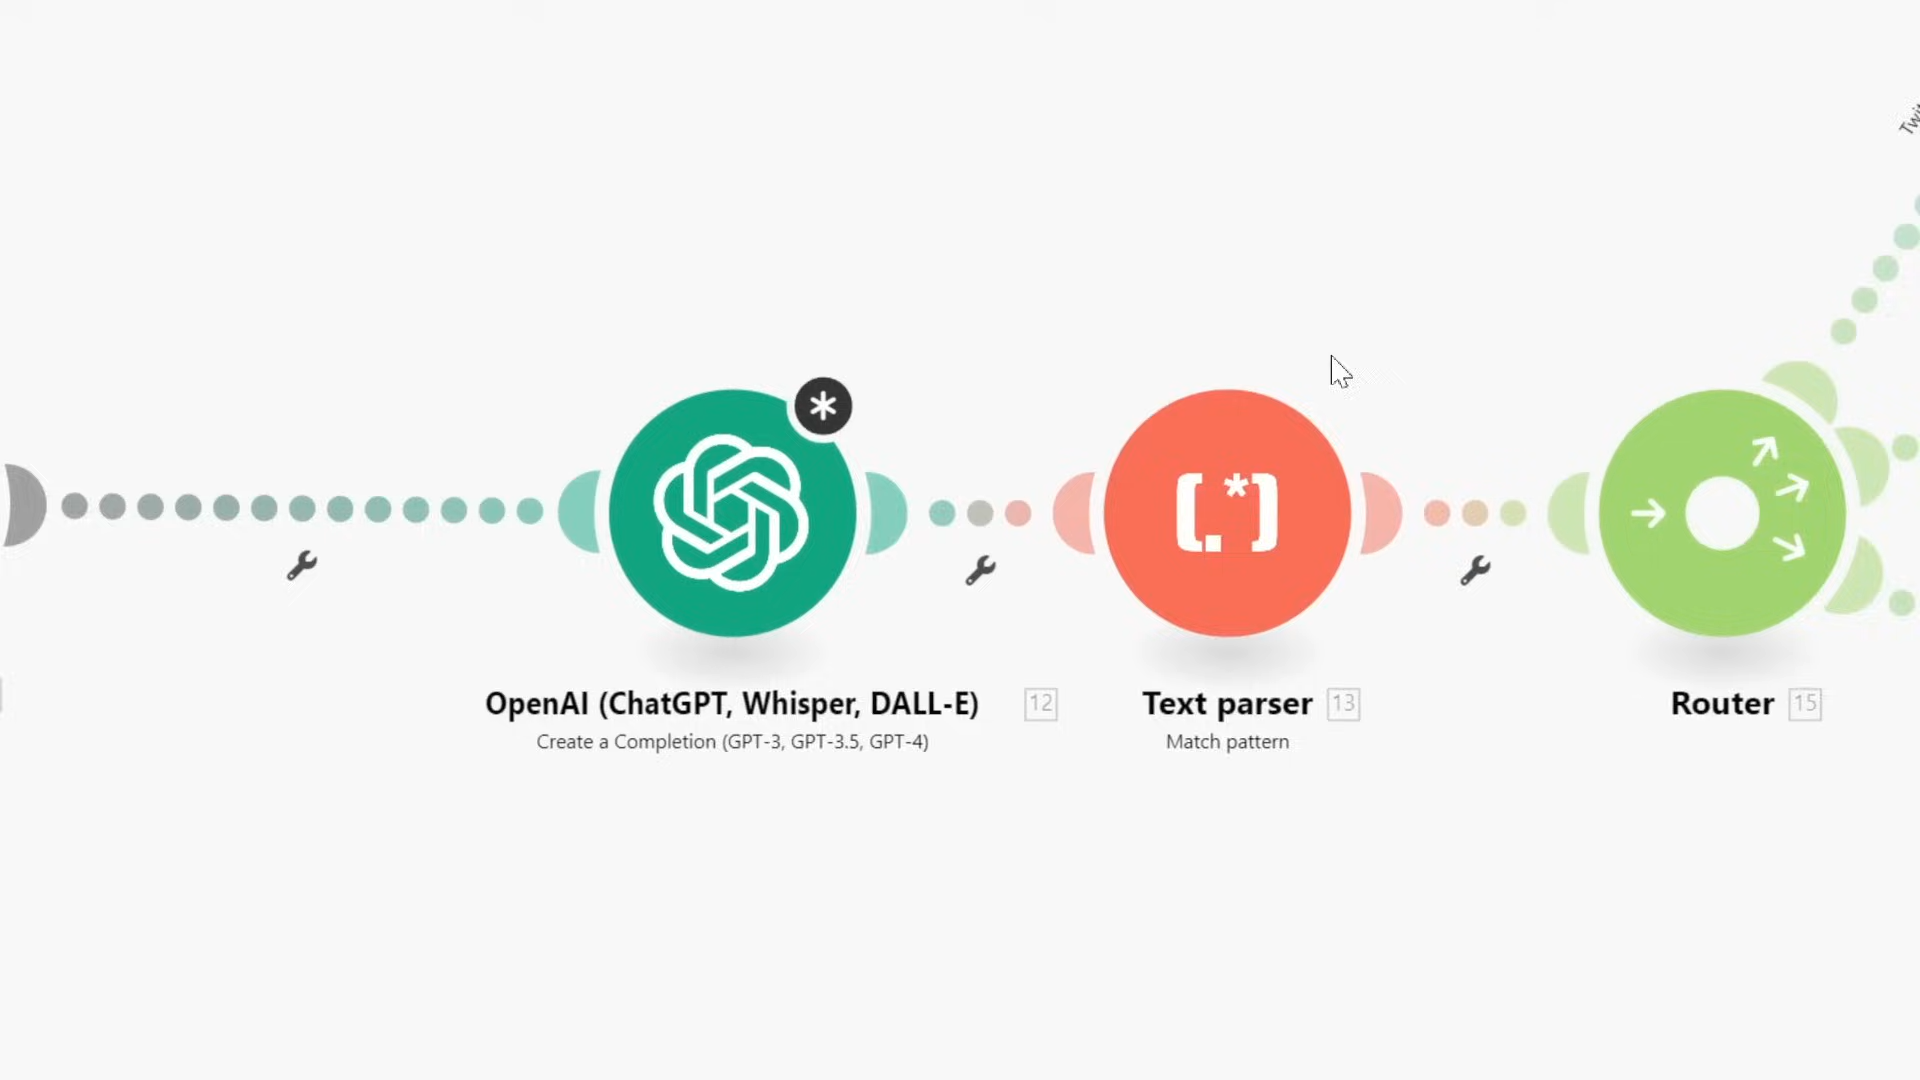 OpenAI (ChatGPT, Whisper, DALL-E) 12
Create a Completion (GPT-3, GPT-3.5, GPT-4)
Text parser 13
Match pattern
Router 15